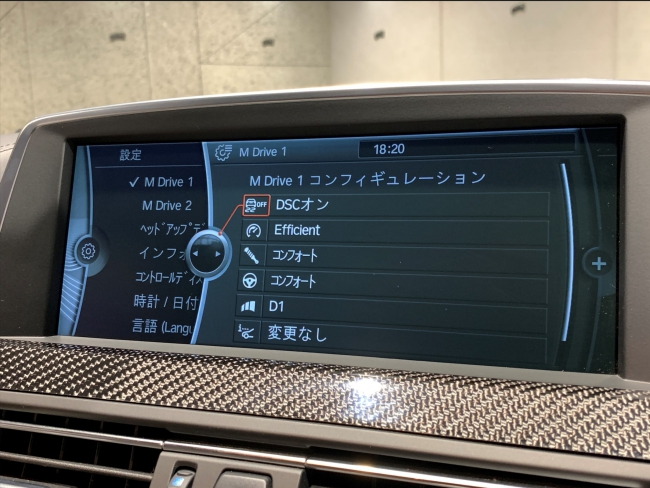 設定
M Drive 1
18:20
✓ M Drive 1
M Drive 2
ﾍｯﾄﾞｱｯﾌﾟﾃﾞ
インフォ
ｺﾝﾄﾛｰﾙﾃﾞｨｽ
時計 / 日付
言語 (Langu
M Drive 1 コンフィギュレーション
OFF
DSCオン
Efficient
ｺﾝﾌｫｰﾄ
ｺﾝﾌｫｰﾄ
D1
変更なし